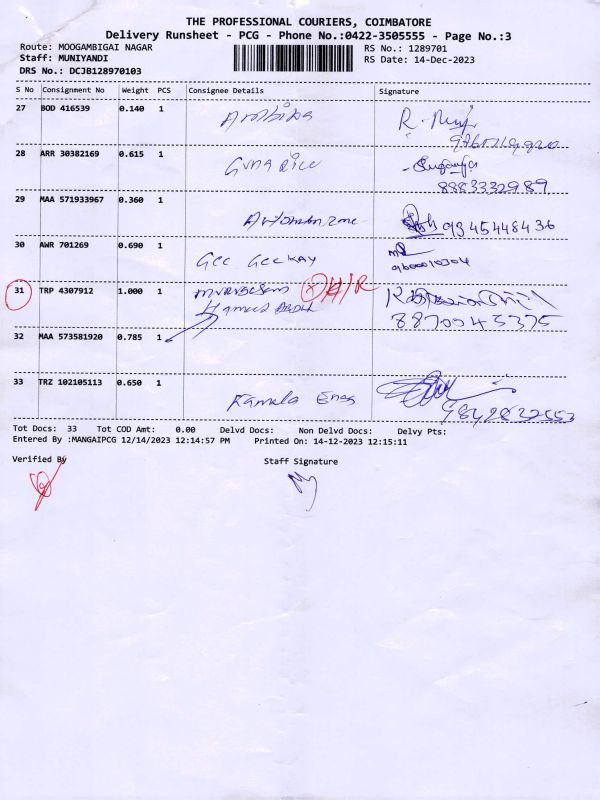 THE PROFESSIONAL COURIERS, COIMBATORE
Delivery Runsheet - PCG - Phone No.:0422-3505555 - Page No.:3
Route: MOOGAMBIGAI NAGAR RS No.: 1289701
Staff: MUNIYANDI RS Date: 14-Dec-2023
DRS No.: DCJB128970103
S No Consignment No Weight PCS Consignee Details Signature
27 BOD 416539 0.140 1
Ambika R.
28 ARR 30382169 0.615 1
Guna Rice
8883332989
29 MAA 571933967 0.360 1
9345448436
30 AWR 701269 0.690 1
Gee Geekay
9600010304
31 TRP 4307912 1.000 1 H/R
8870045375
32 MAA 573581920 0.785 1
33 TRZ 102105113 0.650 1
Kamala Engg
Tot Docs: 33 Tot COD Amt: 0.00 Delvd Docs: Non Delvd Docs: Delvy Pts:
Entered By :MANGAIPCG 12/14/2023 12:14:57 PM Printed On: 14-12-2023 12:15:11
Verified By Staff Signature